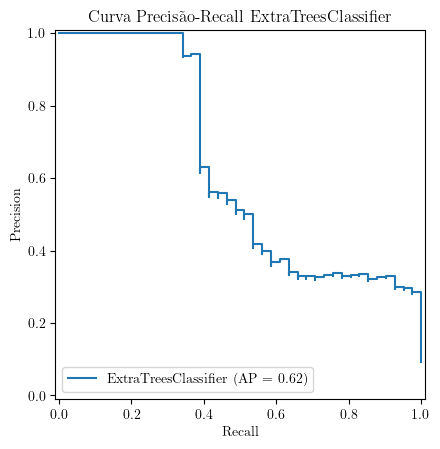 Curva Precisão-Recall ExtraTreesClassifier
1.0
0.8
0.6
0.4
0.2
0.0
Precision
ExtraTreesClassifier (AP = 0.62)
0.0 0.2 0.4 0.6 0.8 1.0
Recall